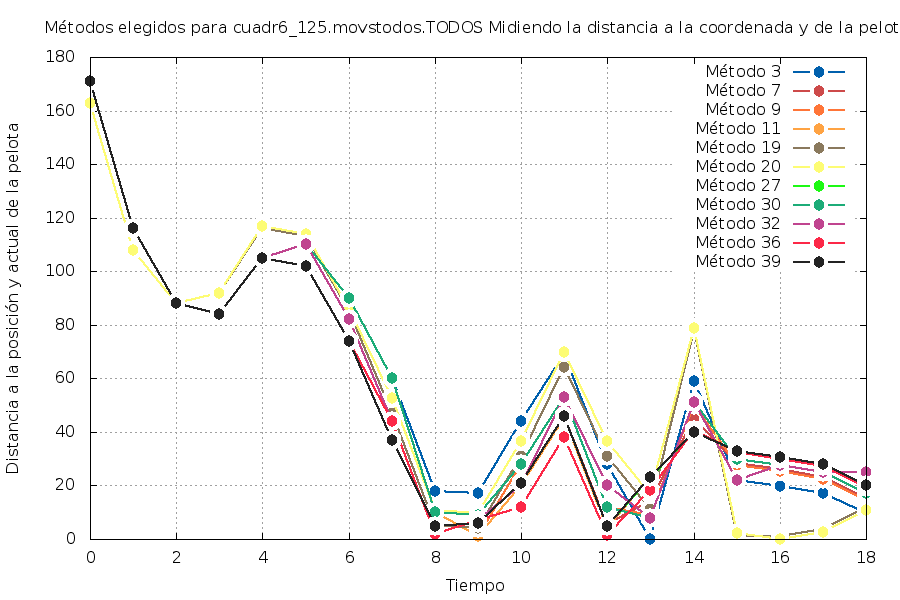 Métodos elegidos para cuadr6_125.movstodos.TODOS Midiendo la distancia a la coordenada y de la pelot
Distancia a la posición y actual de la pelota
180
160
140
120
100
80
60
40
20
0
Método 3
Método 7
Método 9
Método 11
Método 19
Método 20
Método 27
Método 30
Método 32
Método 36
Método 39
0 2 4 6 8 10 12 14 16 18
Tiempo